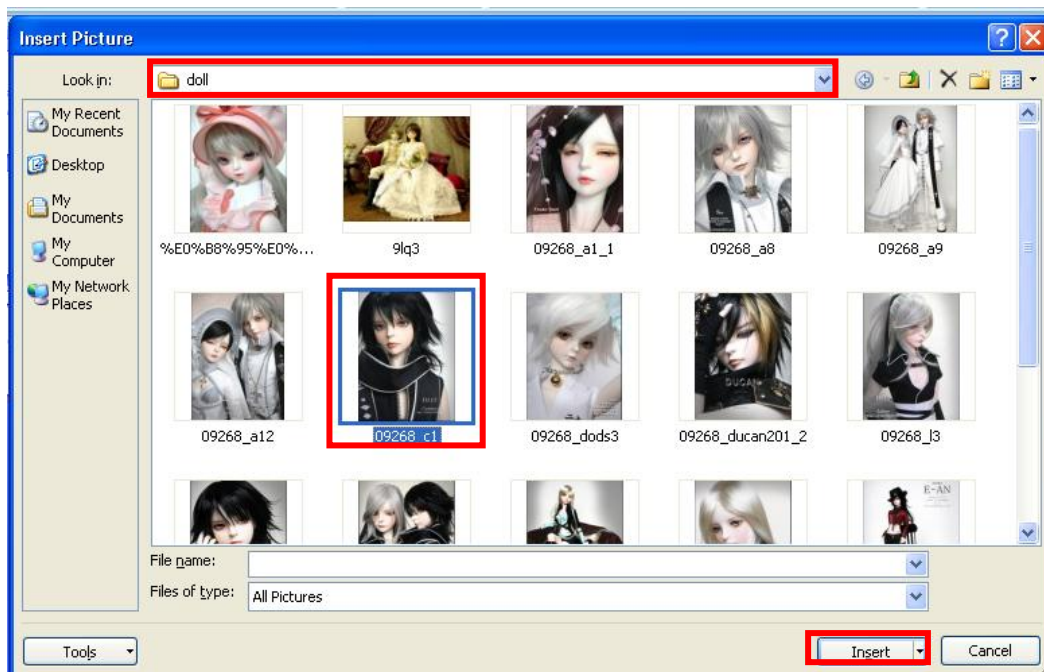 Insert Picture
Look in:
doll
My Recent
Documents
Desktop
My
Documents
My
Computer
My Network
Places
%E0%B8%95%E0%...
9lq3
09268_a1_1
09268_a8
09268_a9
09268_a12
09268_c1
09268_dods3
09268_ducan201_2
09268_l3
DUCAN
E-AN
File name:
Files of type:
All Pictures
Tools
Insert
Cancel